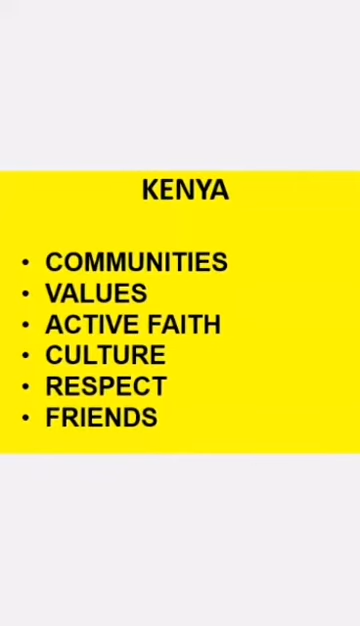 KENYA
• COMMUNITIES
• VALUES
• ACTIVE FAITH
• CULTURE
• RESPECT
• FRIENDS